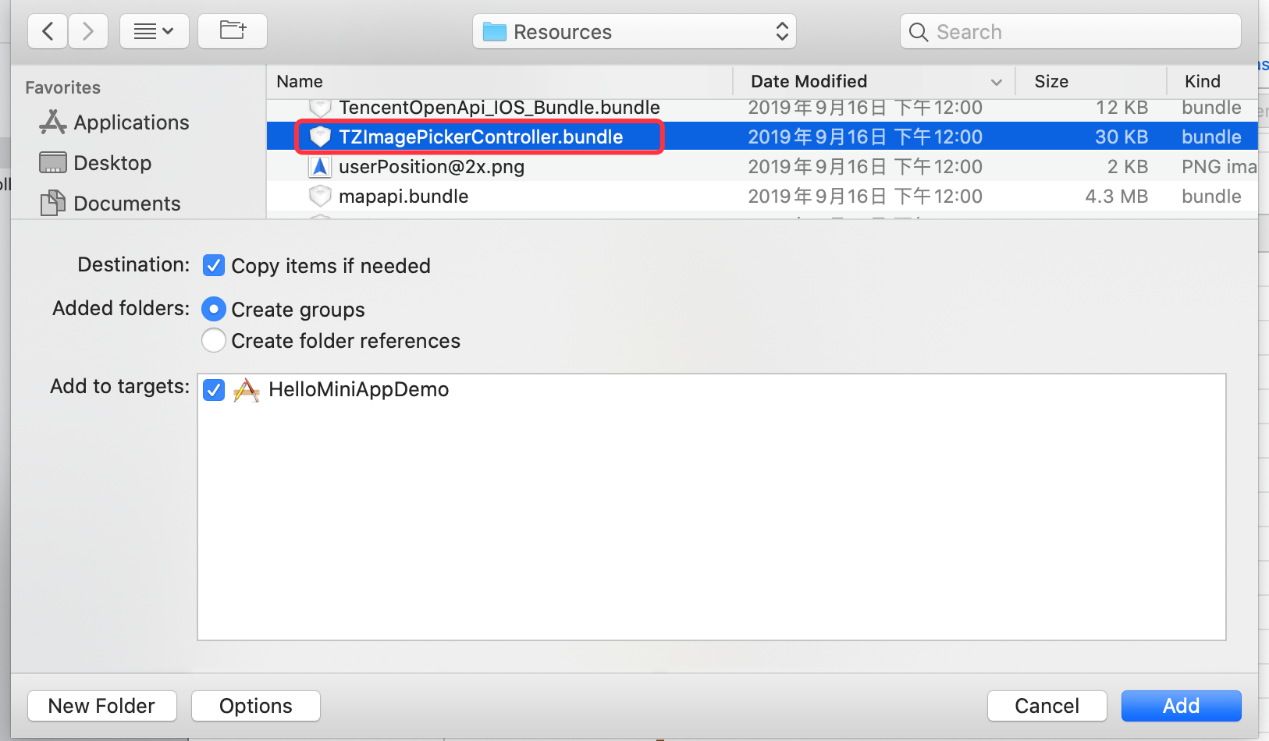 Resources
Search
Favorites
Applications
Desktop
Documents
Name Date Modified Size Kind
TencentOpenApi_IOS_Bundle.bundle 2019年9月16日 下午12:00 12 KB bundle
TZImagePickerController.bundle 2019年9月16日 下午12:00 30 KB bundle
userPosition@2x.png 2019年9月16日 下午12:00 2 KB PNG ima
mapapi.bundle 2019年9月16日 下午12:00 4.3 MB bundle
Destination: Copy items if needed
Added folders: Create groups
Create folder references
Add to targets: HelloMiniAppDemo
New Folder Options Cancel Add